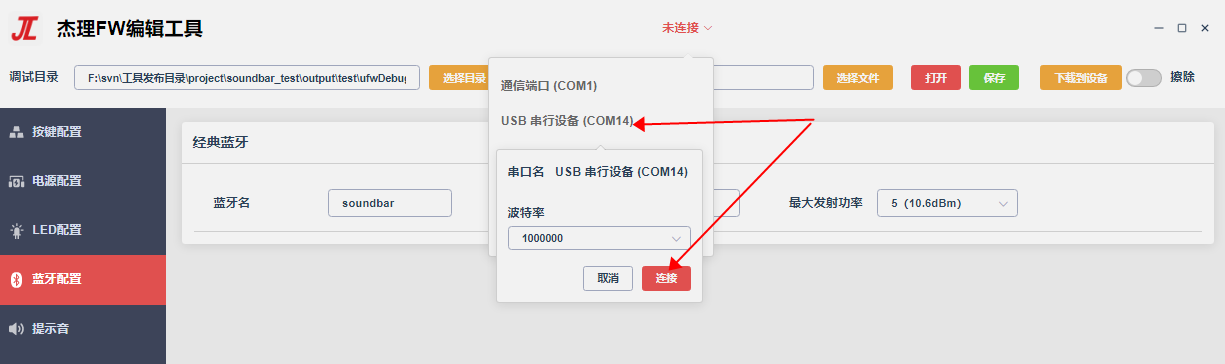 JL 杰理FW编辑工具
未连接
调试目录
F:\svn\工具发布目录\project\soundbar_test\output\test\ufwDebug
选择目录
选择文件
打开
保存
下载到设备
擦除
通信端口 (COM1)
USB 串行设备 (COM14)
按键配置
电源配置
LED配置
蓝牙配置
提示音
经典蓝牙
蓝牙名
soundbar
最大发射功率
5（10.6dBm）
串口名 USB 串行设备 (COM14)
波特率
1000000
取消
连接